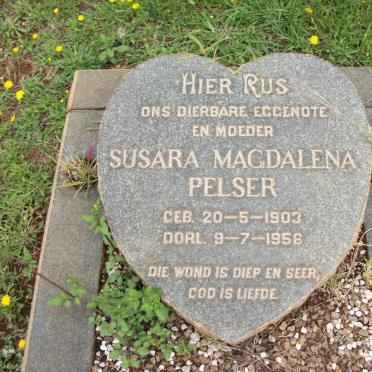 HIER RUS
ONS DIERBARE EGGENOTE
EN MOEDER
SUSARA MAGDALENA
PELSER
GEB. 20-5-1903
OORL. 9-7-1956
DIE WOND IS DIEP EN SEER,
GOD IS LIEFDE.